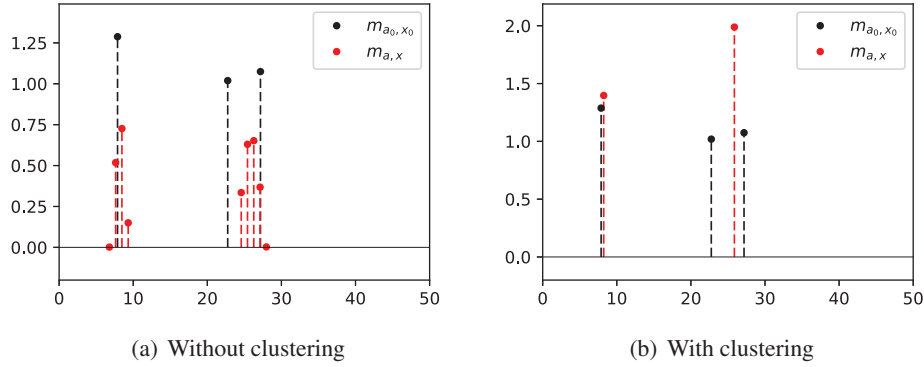 1.25
1.00
0.75
0.50
0.25
0.00
0 10 20 30 40 50
m_{a_0, x_0}
m_{a, x}
(a) Without clustering
2.0
1.5
1.0
0.5
0.0
0 10 20 30 40 50
m_{a_0, x_0}
m_{a, x}
(b) With clustering